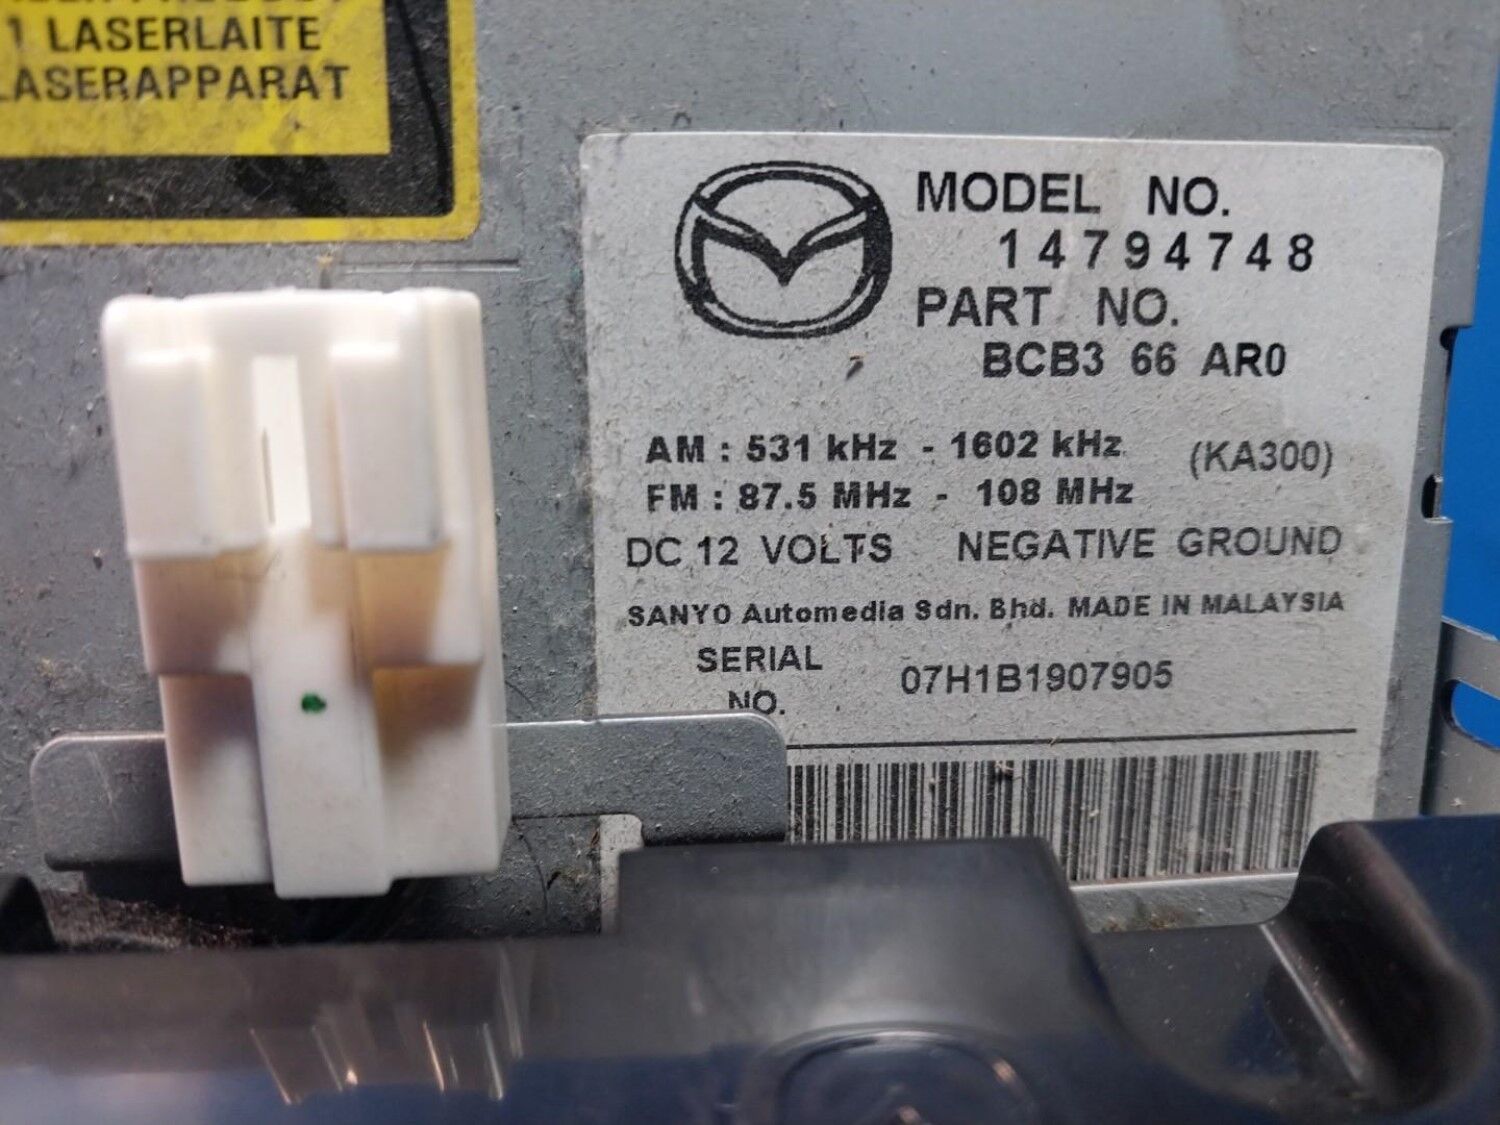 1 LASERLAITE
LASERAPPARAT
MODEL NO.
14794748
PART NO.
BCB3 66 AR0
AM : 531 kHz - 1602 kHz (KA300)
FM : 87.5 MHz - 108 MHz
DC 12 VOLTS NEGATIVE GROUND
SANYO Automedia Sdn. Bhd. MADE IN MALAYSIA
SERIAL NO. 07H1B1907905